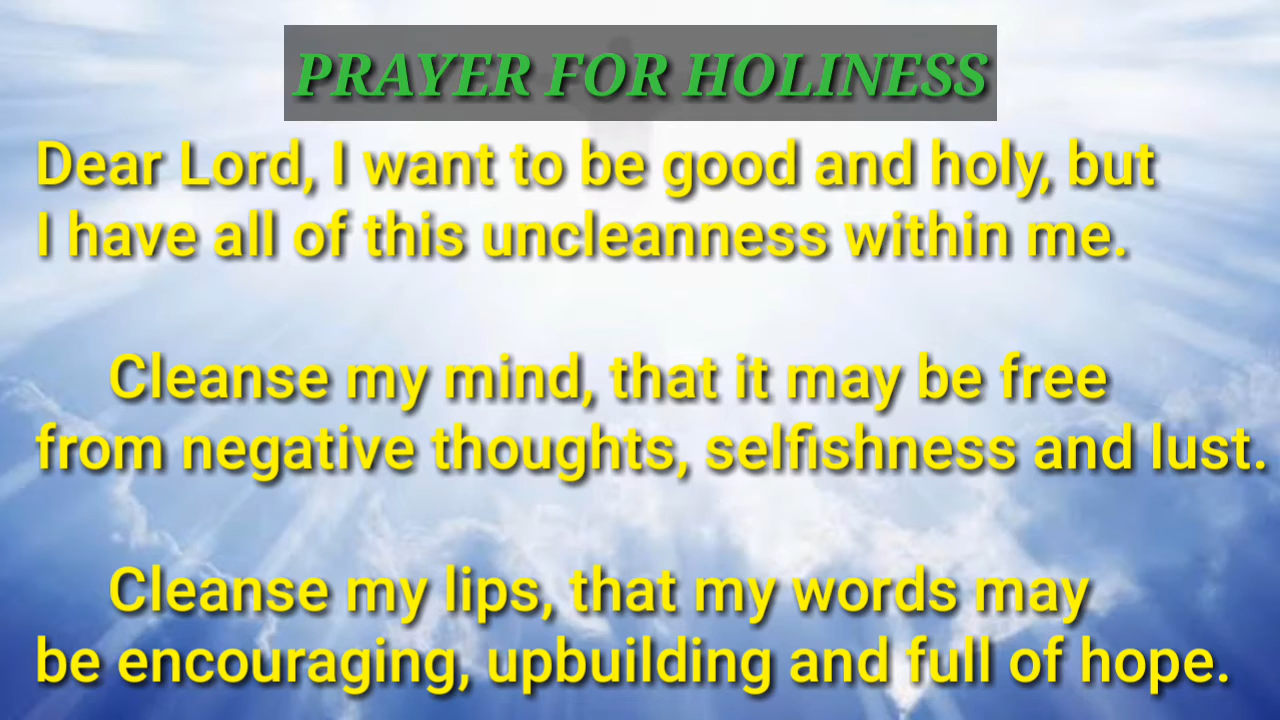 PRAYER FOR HOLINESS
Dear Lord, I want to be good and holy, but
I have all of this uncleanness within me.
Cleanse my mind, that it may be free
from negative thoughts, selfishness and lust.
Cleanse my lips, that my words may
be encouraging, upbuilding and full of hope.